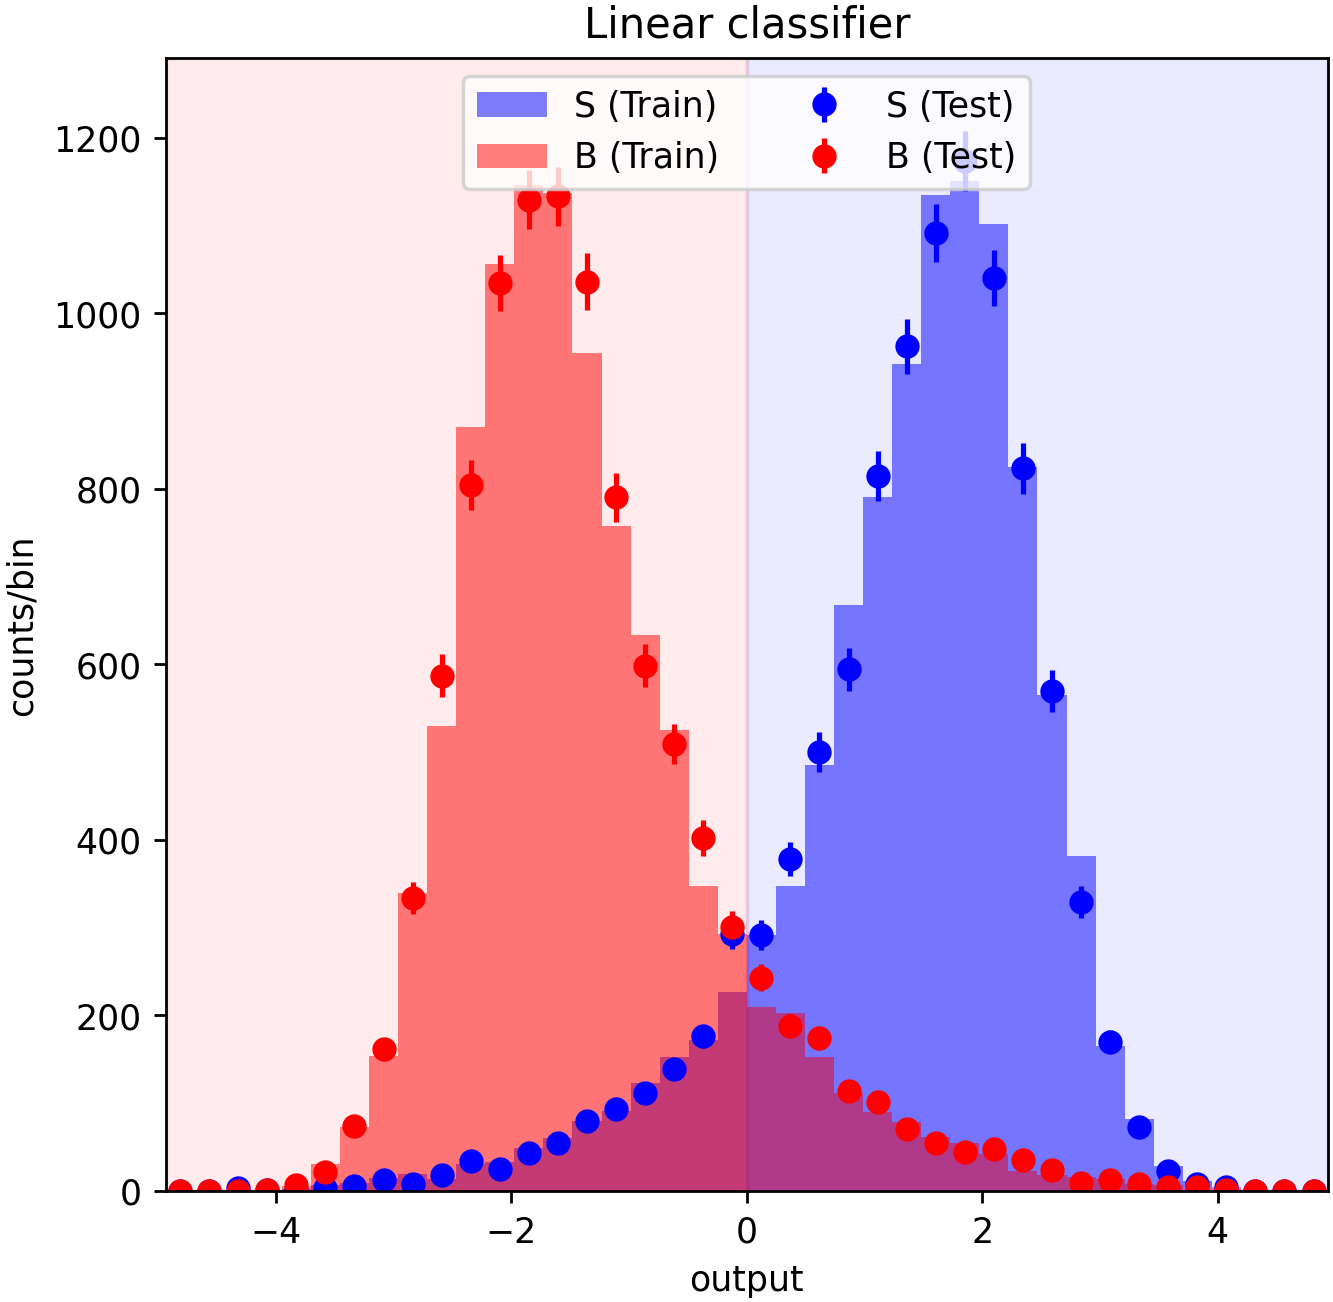 Linear classifier
S (Train)
S (Test)
B (Train)
B (Test)
1200
1000
800
600
400
200
0
−4
−2
0
2
4
counts/bin
output